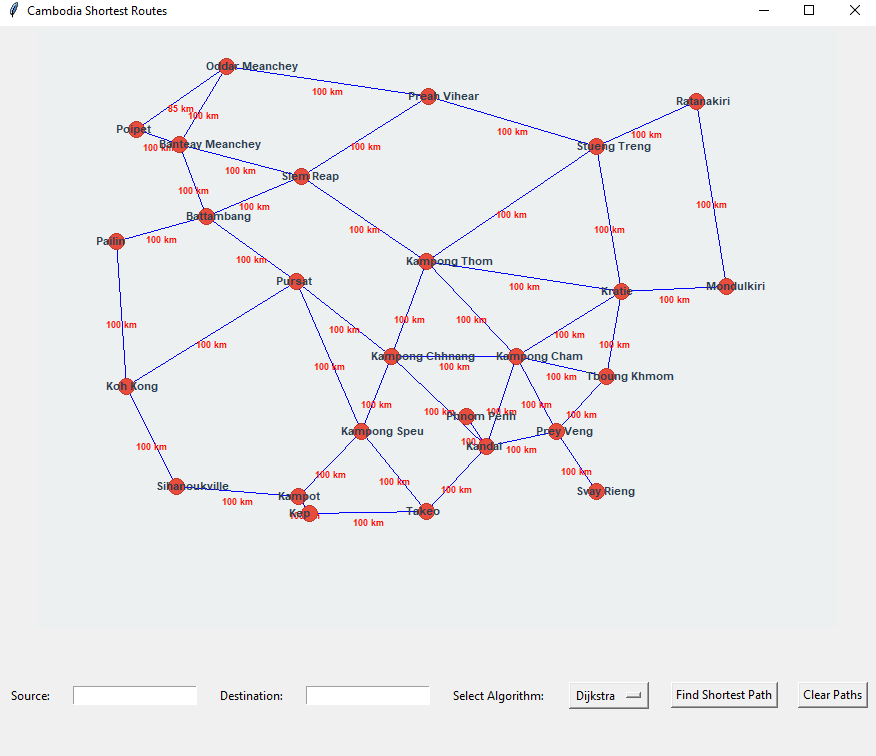 Cambodia Shortest Routes
Oddar Meanchey
100 km
Preah Vihear
Ratanakiri
85 km
100 km
Poipet
100 km
Banteay Meanchey
100 km
100 km
Stueng Treng
100 km
100 km
Siem Reap
100 km
100 km
100 km
Battambang
100 km
100 km
100 km
100 km
Pailin
100 km
100 km
Kampong Thom
Pursat
100 km
Mondulkiri
Kratie
100 km
100 km
100 km
100 km
100 km
100 km
100 km
100 km
Kampong Chhnang
Kampong Cham
100 km
100 km
100 km
Tboung Khmom
Koh Kong
100 km
100 km
100 km
100 km
100 km
Phnom Penh
Kampong Speu
Prey Veng
100 km
Kandal
100 km
100 km
100 km
100 km
100 km
Sihanoukville
100 km
Svay Rieng
Kampot
100 km
Kep
Takeo
100 km
Source:
Destination:
Select Algorithm:
Dijkstra
Find Shortest Path
Clear Paths